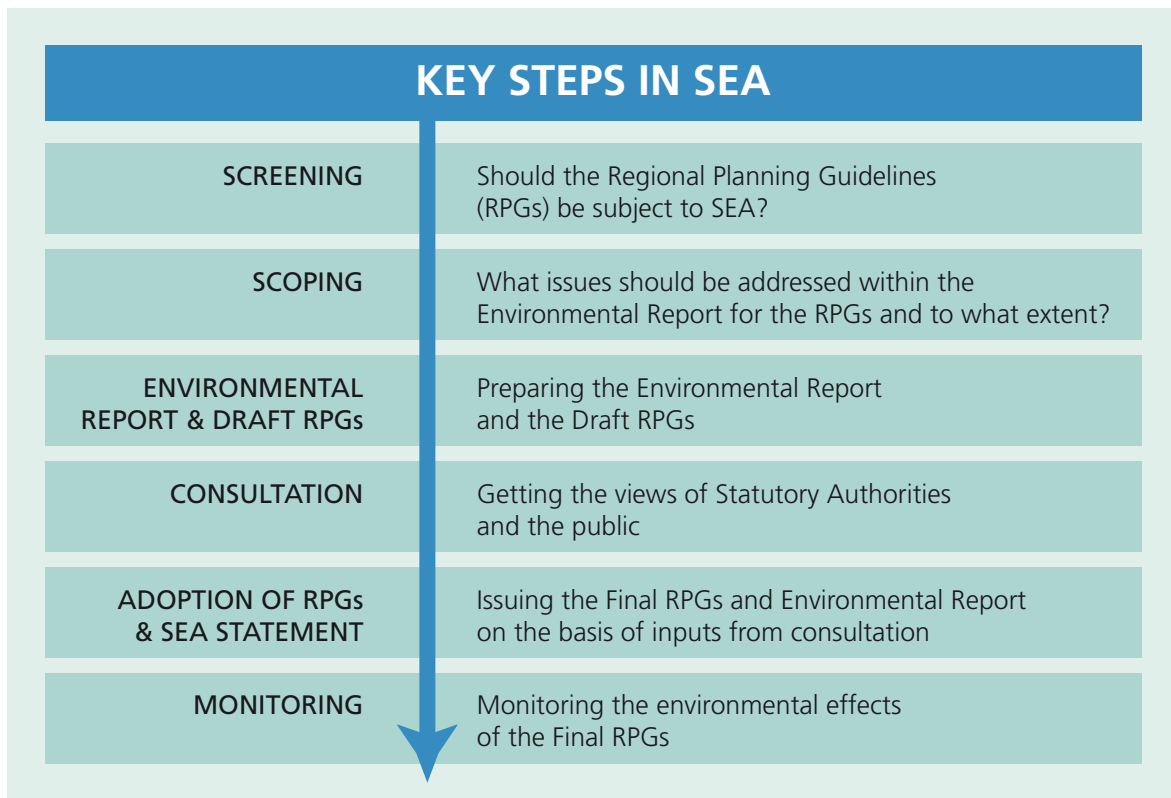 KEY STEPS IN SEA
SCREENING
Should the Regional Planning Guidelines
(RPGs) be subject to SEA?
SCOPING
What issues should be addressed within the
Environmental Report for the RPGs and to what extent?
ENVIRONMENTAL
REPORT & DRAFT RPGs
Preparing the Environmental Report
and the Draft RPGs
CONSULTATION
Getting the views of Statutory Authorities
and the public
ADOPTION OF RPGs
& SEA STATEMENT
Issuing the Final RPGs and Environmental Report
on the basis of inputs from consultation
MONITORING
Monitoring the environmental effects
of the Final RPGs